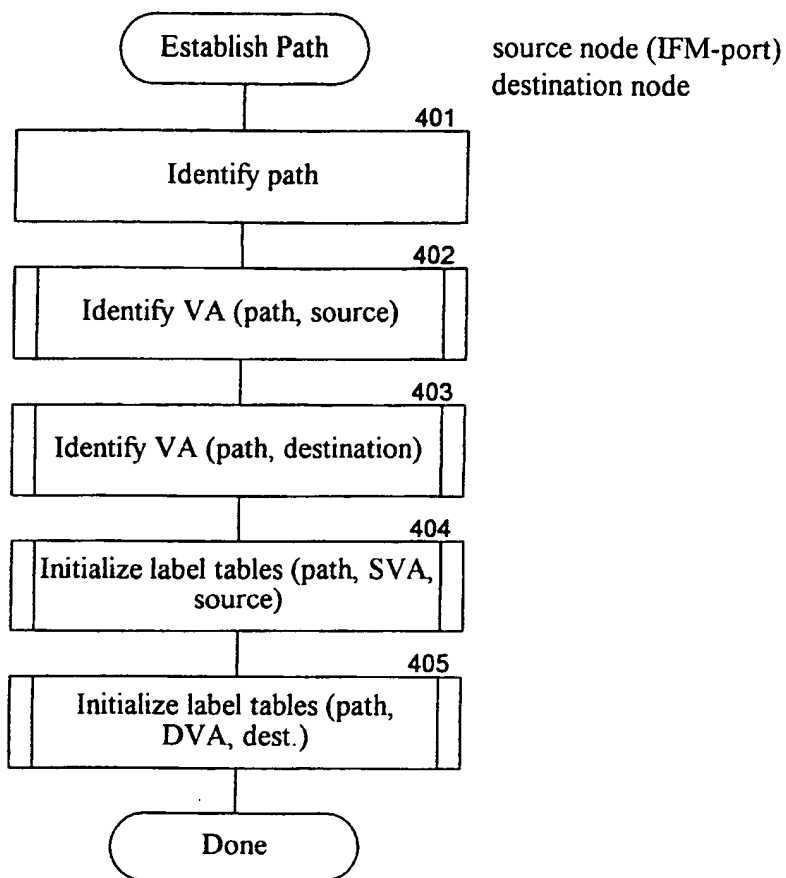 Establish Path
source node (IFM-port)
destination node
401
Identify path
402
Identify VA (path, source)
403
Identify VA (path, destination)
404
Initialize label tables (path, SVA,
source)
405
Initialize label tables (path,
DVA, dest.)
Done